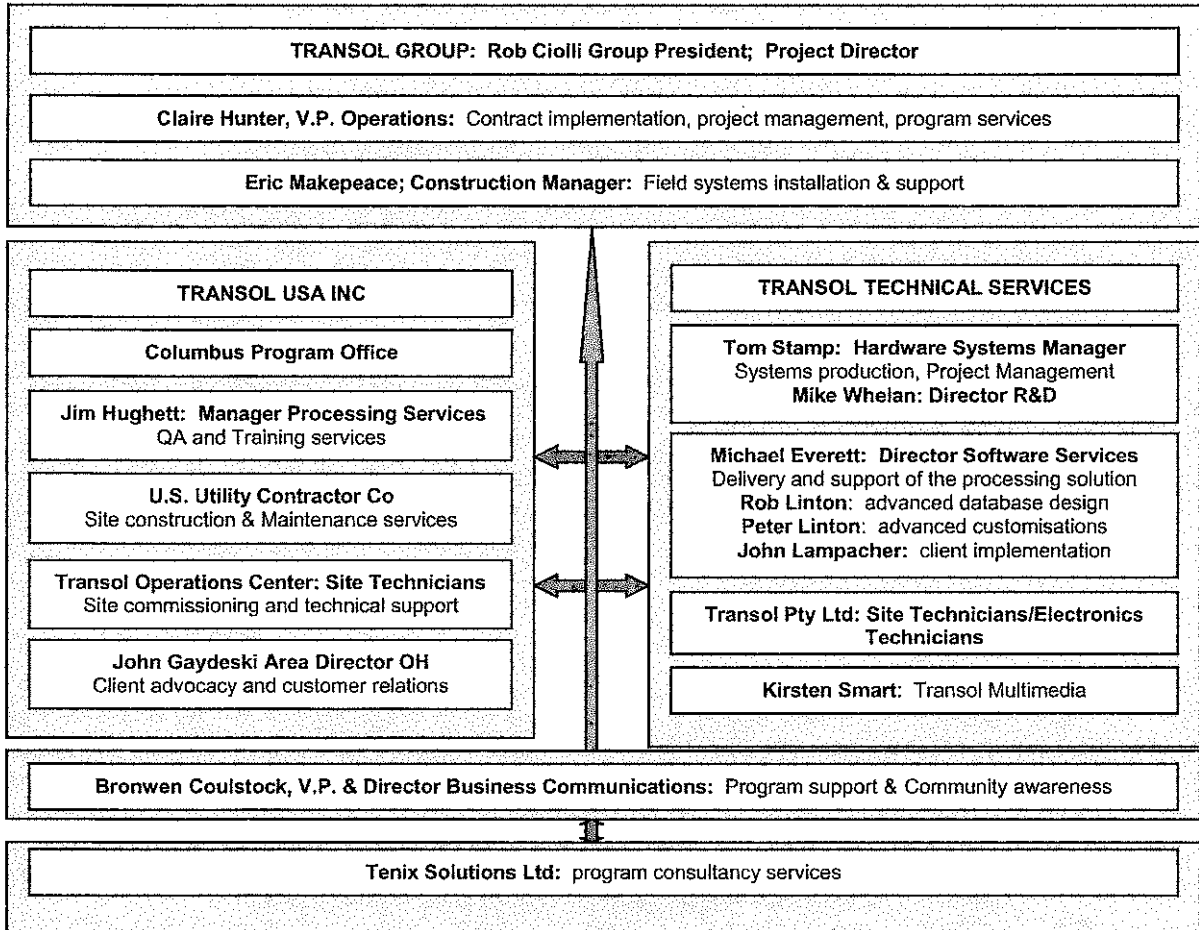 TRANSOL GROUP: Rob Ciolli Group President; Project Director
Claire Hunter, V.P. Operations: Contract implementation, project management, program services
Eric Makepeace; Construction Manager: Field systems installation & support
TRANSOL USA INC
Columbus Program Office
Jim Hughett: Manager Processing Services
QA and Training services
U.S. Utility Contractor Co
Site construction & Maintenance services
Transol Operations Center: Site Technicians
Site commissioning and technical support
John Gaydeski Area Director OH
Client advocacy and customer relations
TRANSOL TECHNICAL SERVICES
Tom Stamp: Hardware Systems Manager
Systems production, Project Management
Mike Whelan: Director R&D
Michael Everett: Director Software Services
Delivery and support of the processing solution
Rob Linton: advanced database design
Peter Linton: advanced customisations
John Lampacher: client implementation
Transol Pty Ltd: Site Technicians/Electronics
Technicians
Kirsten Smart: Transol Multimedia
Bronwen Coulstock, V.P. & Director Business Communications: Program support & Community awareness
Tenix Solutions Ltd: program consultancy services